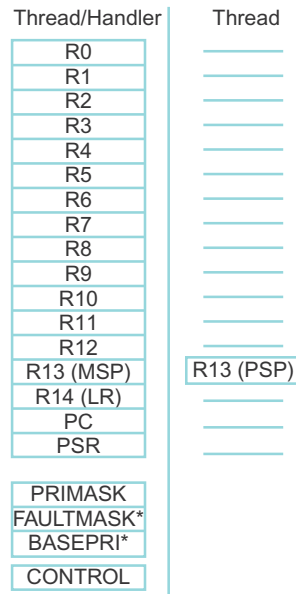 Thread/Handler Thread
R0
R1
R2
R3
R4
R5
R6
R7
R8
R9
R10
R11
R12
R13 (MSP) R13 (PSP)
R14 (LR)
PC
PSR
PRIMASK
FAULTMASK*
BASEPRI*
CONTROL